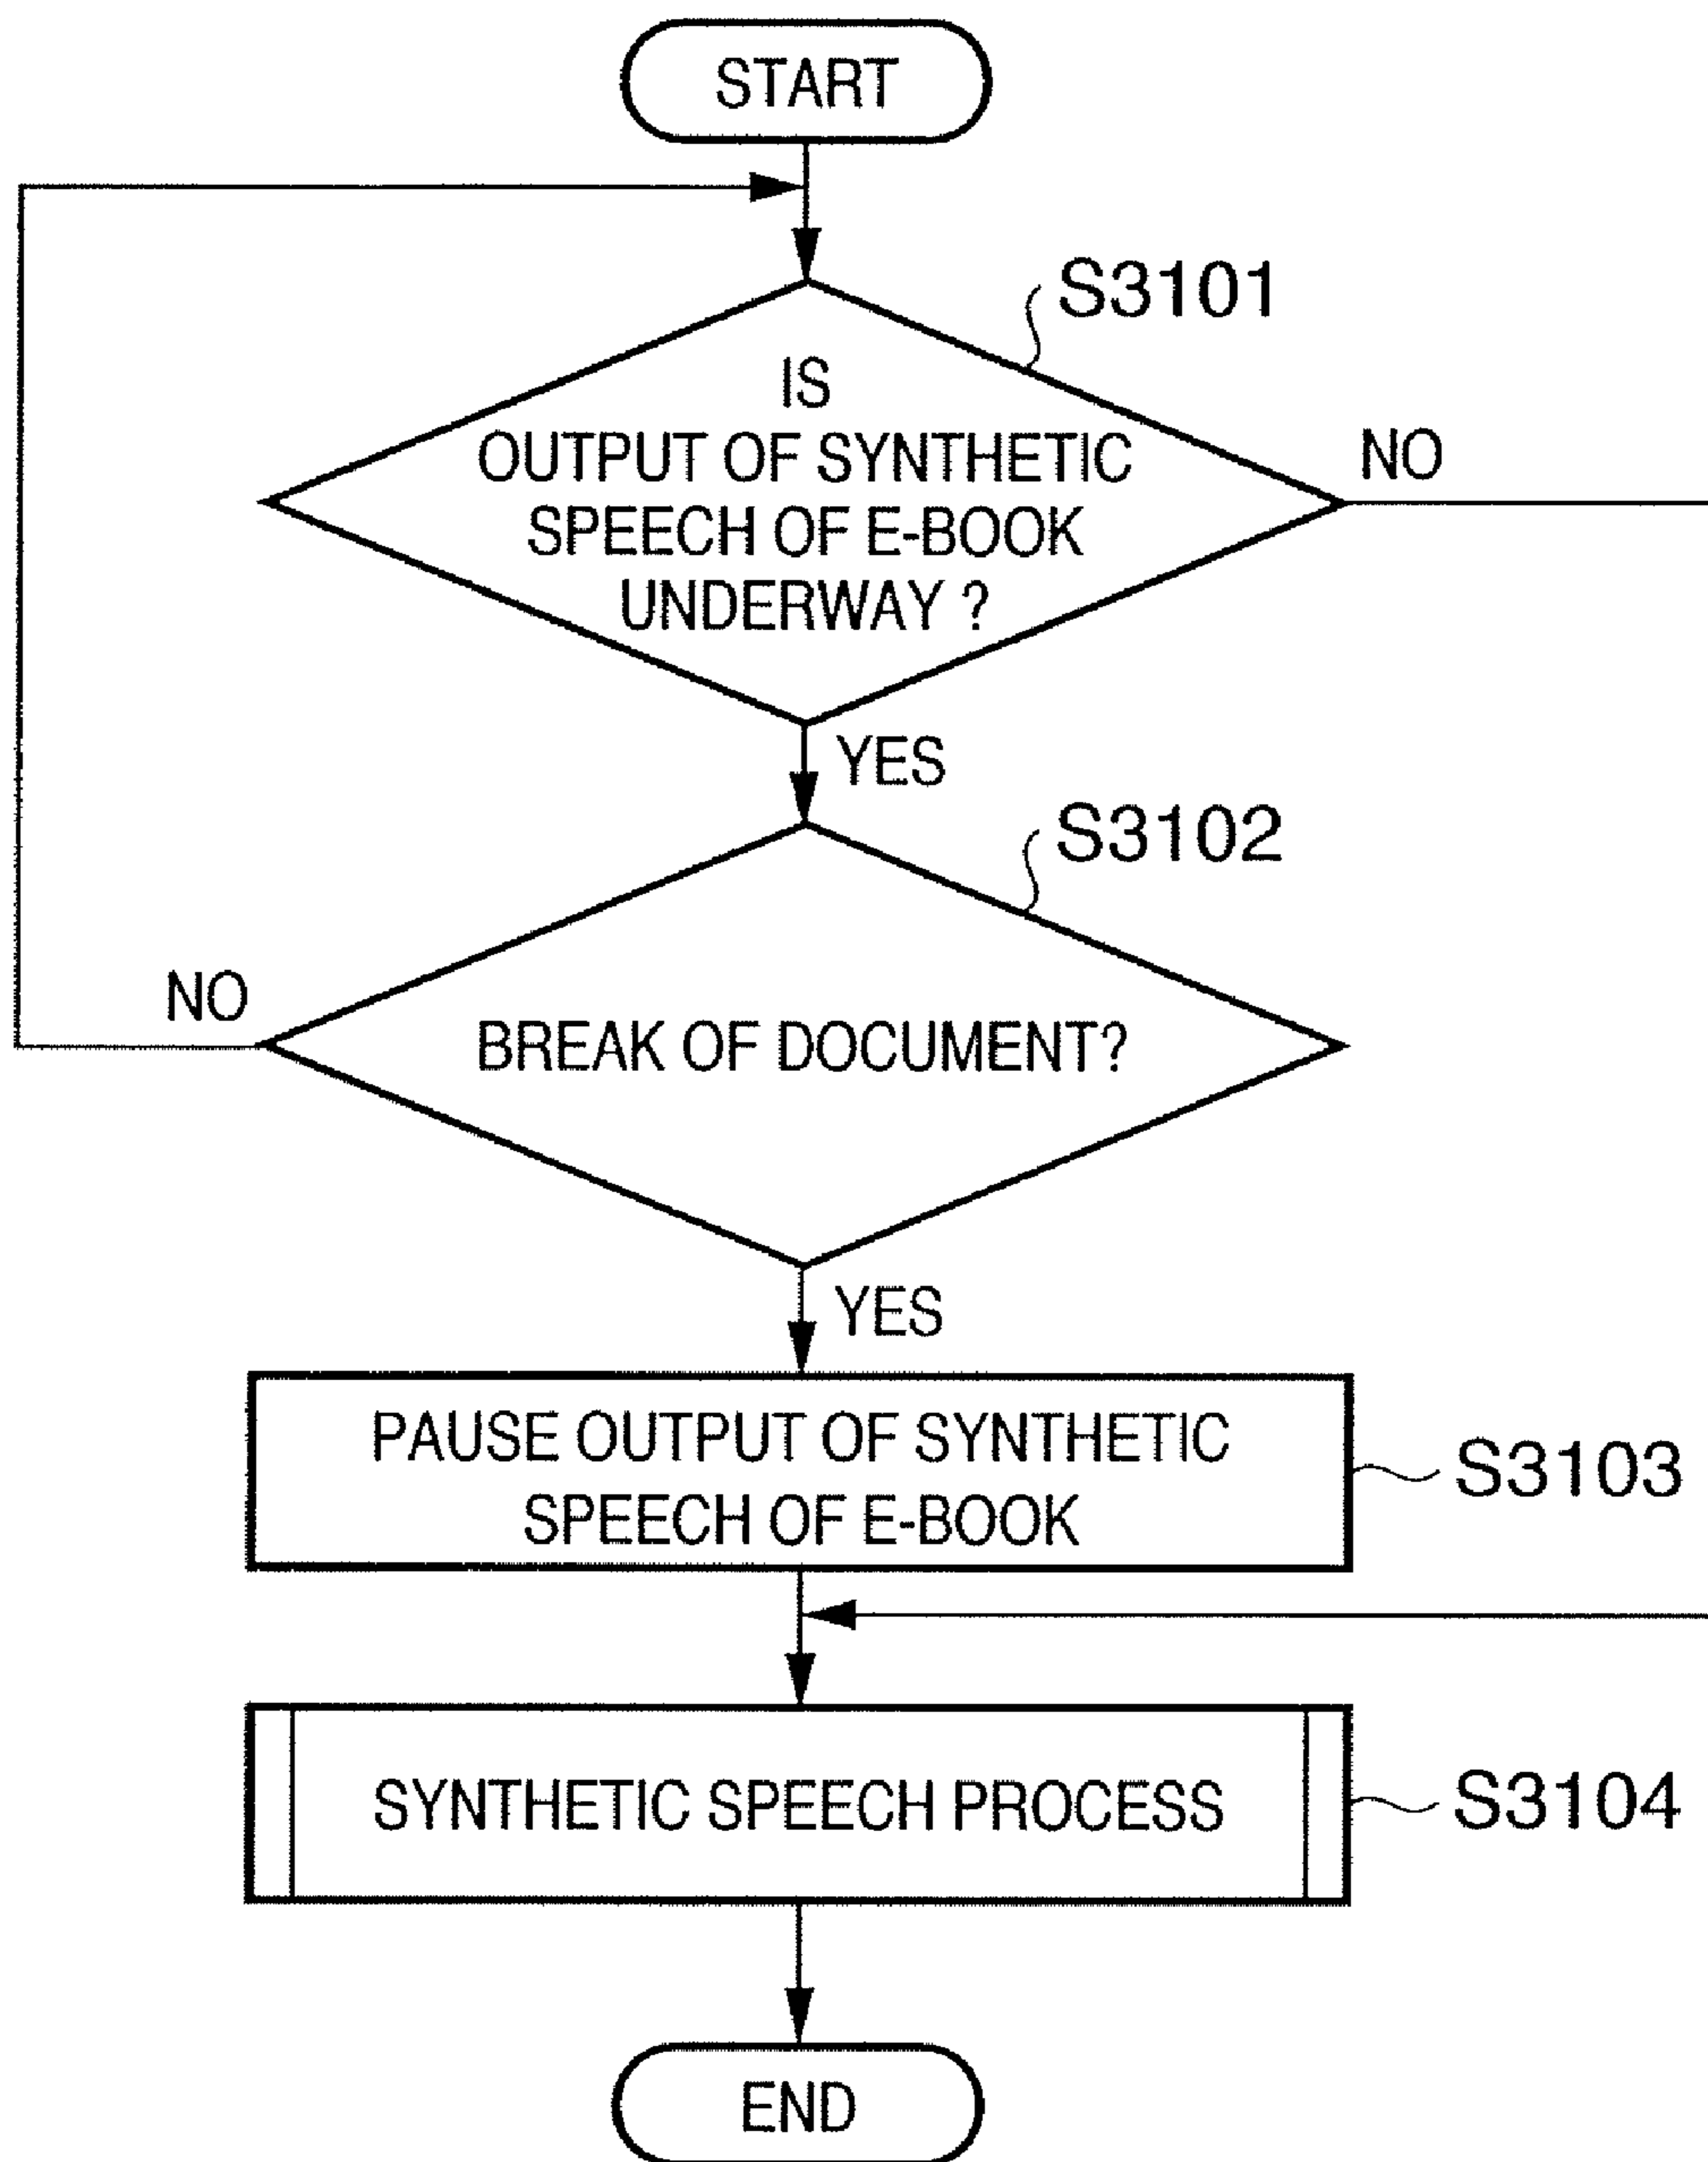 START
S3101
IS
OUTPUT OF SYNTHETIC
SPEECH OF E-BOOK
UNDERWAY ?
NO
YES
S3102
NO
BREAK OF DOCUMENT?
YES
PAUSE OUTPUT OF SYNTHETIC
SPEECH OF E-BOOK
S3103
SYNTHETIC SPEECH PROCESS
S3104
END